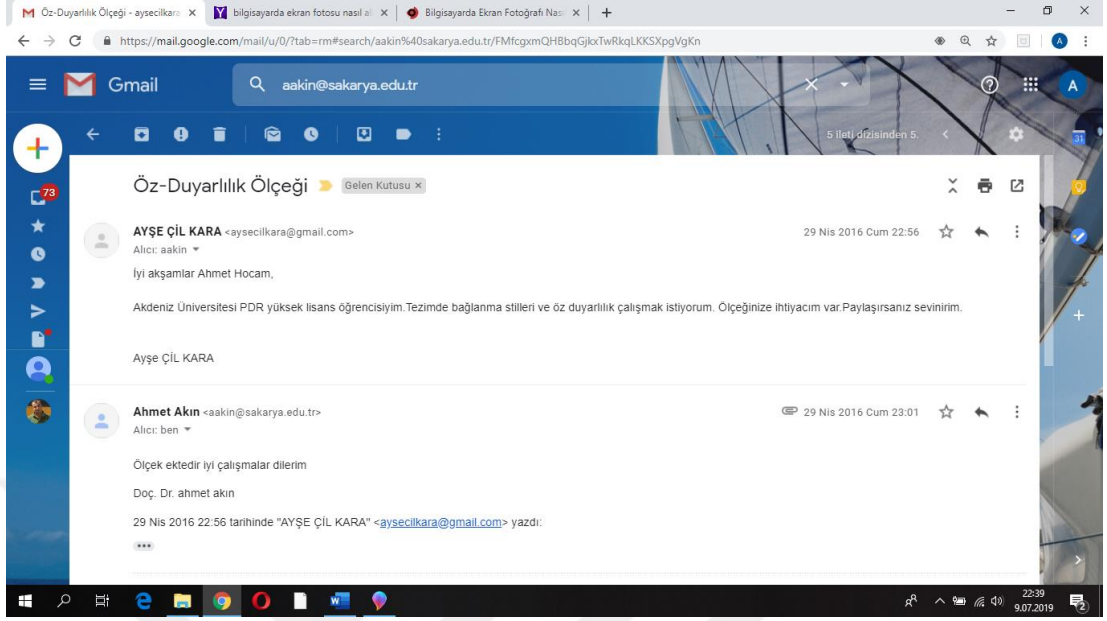 Öz-Duyarlılık Ölçeği - aysecilkara
bilgisayarda ekran fotosu nasıl al
Bilgisayarda Ekran Fotoğrafı Nası
https://mail.google.com/mail/u/0/?tab=rm#search/aakin%40sakarya.edu.tr/FMfcgxmQHBbqGjkxTwRkqLKKSXpgVgKn
A
Gmail
aakin@sakarya.edu.tr
A
5 ileti dizisinden 5.
31
Öz-Duyarlılık Ölçeği
Gelen Kutusu ×
73
AYŞE ÇİL KARA <aysecilkara@gmail.com>
29 Nis 2016 Cum 22:56
Alıcı: aakin
İyi akşamlar Ahmet Hocam,
Akdeniz Üniversitesi PDR yüksek lisans öğrencisiyim.Tezimde bağlanma stilleri ve öz duyarlılık çalışmak istiyorum. Ölçeğinize ihtiyacım var.Paylaşırsanız sevinirim.
Ayşe ÇİL KARA
Ahmet Akın <aakin@sakarya.edu.tr>
29 Nis 2016 Cum 23:01
Alıcı: ben
Ölçek ektedir iyi çalışmalar dilerim
Doç. Dr. ahmet akın
29 Nis 2016 22:56 tarihinde "AYŞE ÇİL KARA" <aysecilkara@gmail.com> yazdı:
22:39
9.07.2019
2